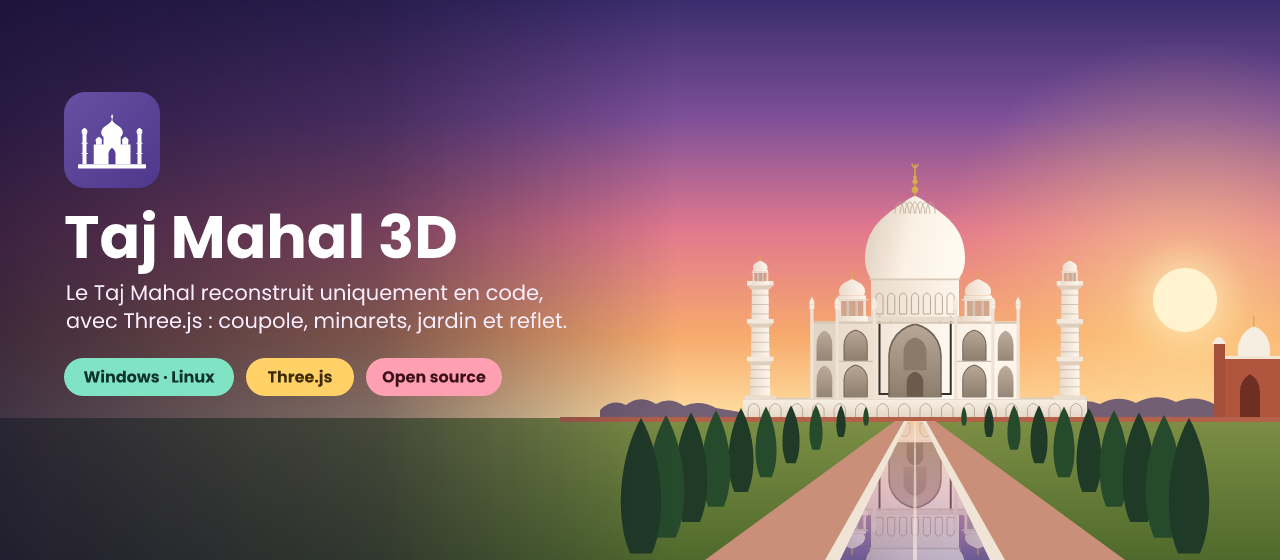 Taj Mahal 3D
Le Taj Mahal reconstruit uniquement en code,
avec Three.js : coupole, minarets, jardin et reflet.
Windows · Linux
Three.js
Open source